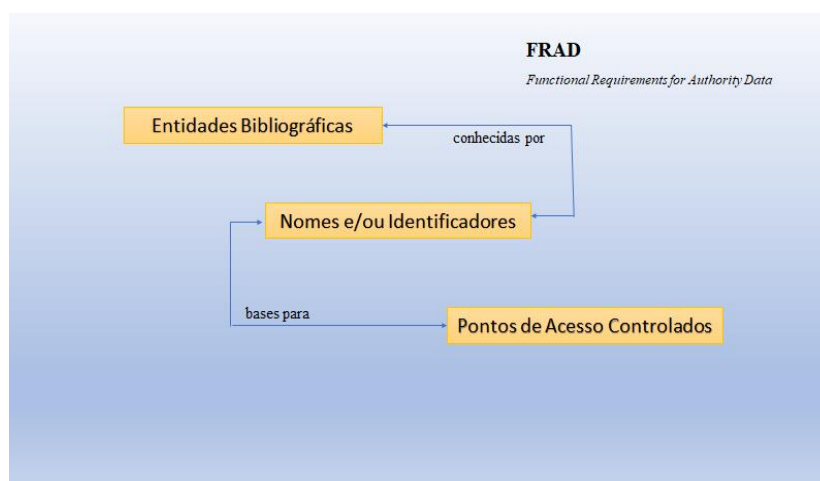 FRAD
Functional Requirements for Authority Data
Entidades Bibliográficas
conhecidas por
Nomes e/ou Identificadores
bases para
Pontos de Acesso Controlados